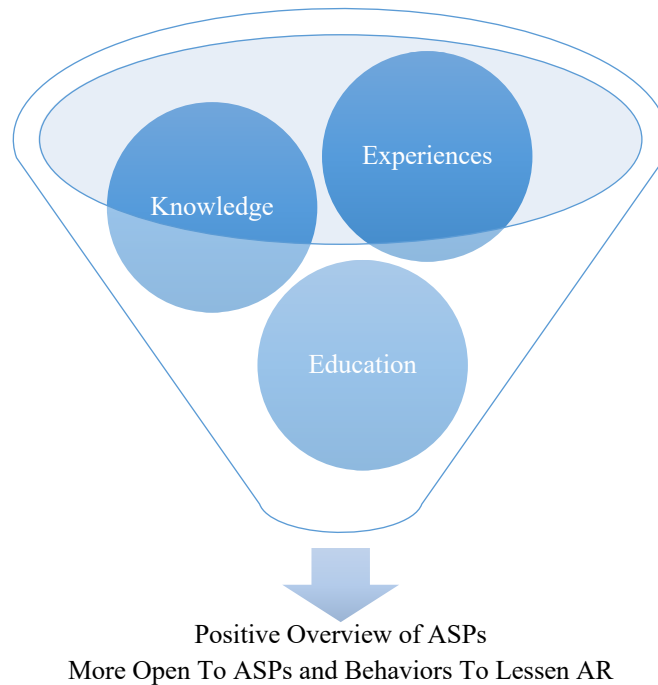 Experiences
Knowledge
Education
Positive Overview of ASPs
More Open To ASPs and Behaviors To Lessen AR